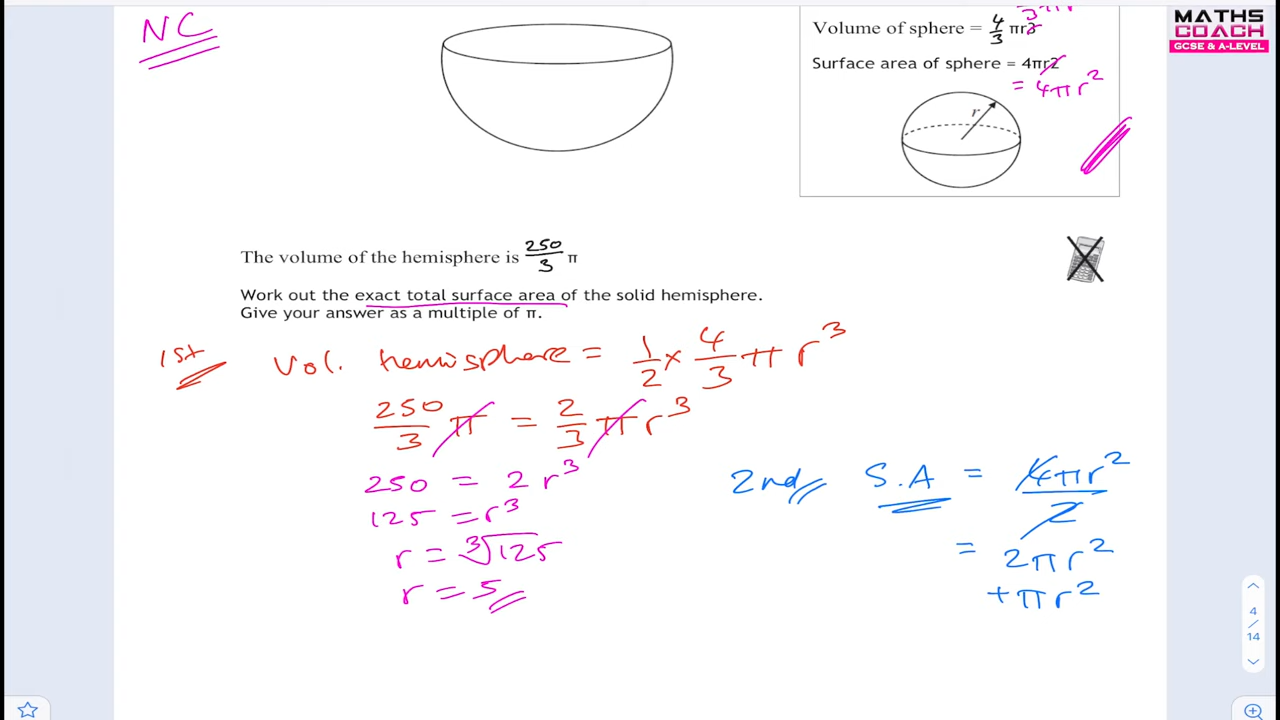 NC
Volume of sphere = 4/3 πr3
Surface area of sphere = 4πr2
= 4πr²
r
MATHS
COACH
GCSE & A-LEVEL
The volume of the hemisphere is 250/3 π
Work out the exact total surface area of the solid hemisphere.
Give your answer as a multiple of π.
1st
Vol. hemisphere = 1/2 × 4/3 π r³
250/3 π = 2/3 π r³
250 = 2 r³
125 = r³
r = ³√125
r = 5
2nd S.A = 4πr²/2
= 2πr²
+ πr²
4
/
14